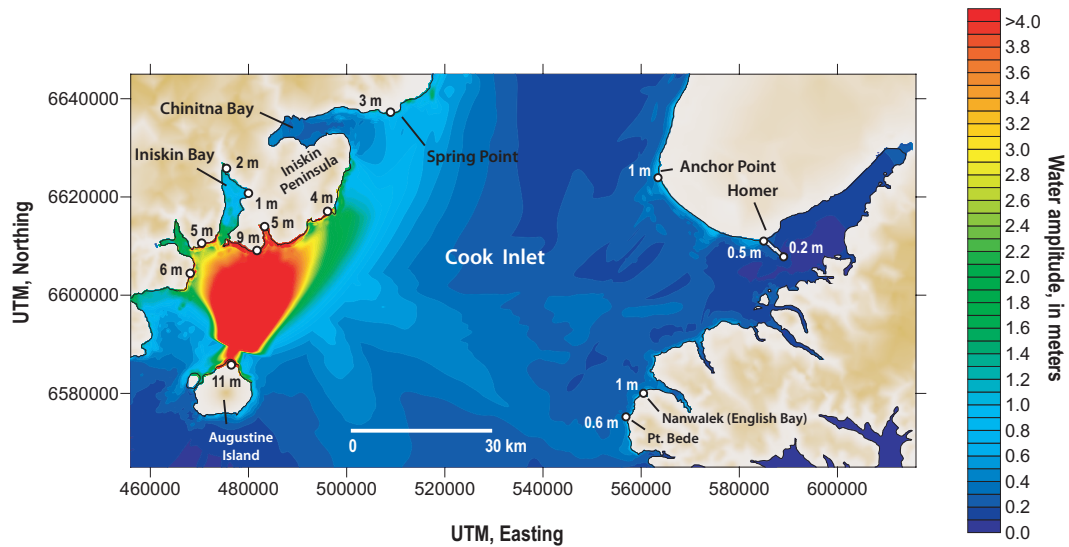 >4.0
3.8
3.6
3.4
3.2
3.0
2.8
2.6
2.4
2.2
2.0
1.8
1.6
1.4
1.2
1.0
0.8
0.6
0.4
0.2
0.0
Water amplitude, in meters
6640000
6620000
6600000
6580000
UTM, Northing
3 m
Chinitna Bay
Spring Point
Iniskin Bay
2 m
Iniskin
Peninsula
1 m
4 m
5 m
5 m
9 m
6 m
11 m
Augustine
Island
Cook Inlet
0
30 km
1 m
Anchor Point
Homer
0.5 m
0.2 m
1 m
Nanwalek (English Bay)
0.6 m
Pt. Bede
460000
480000
500000
520000
540000
560000
580000
600000
UTM, Easting